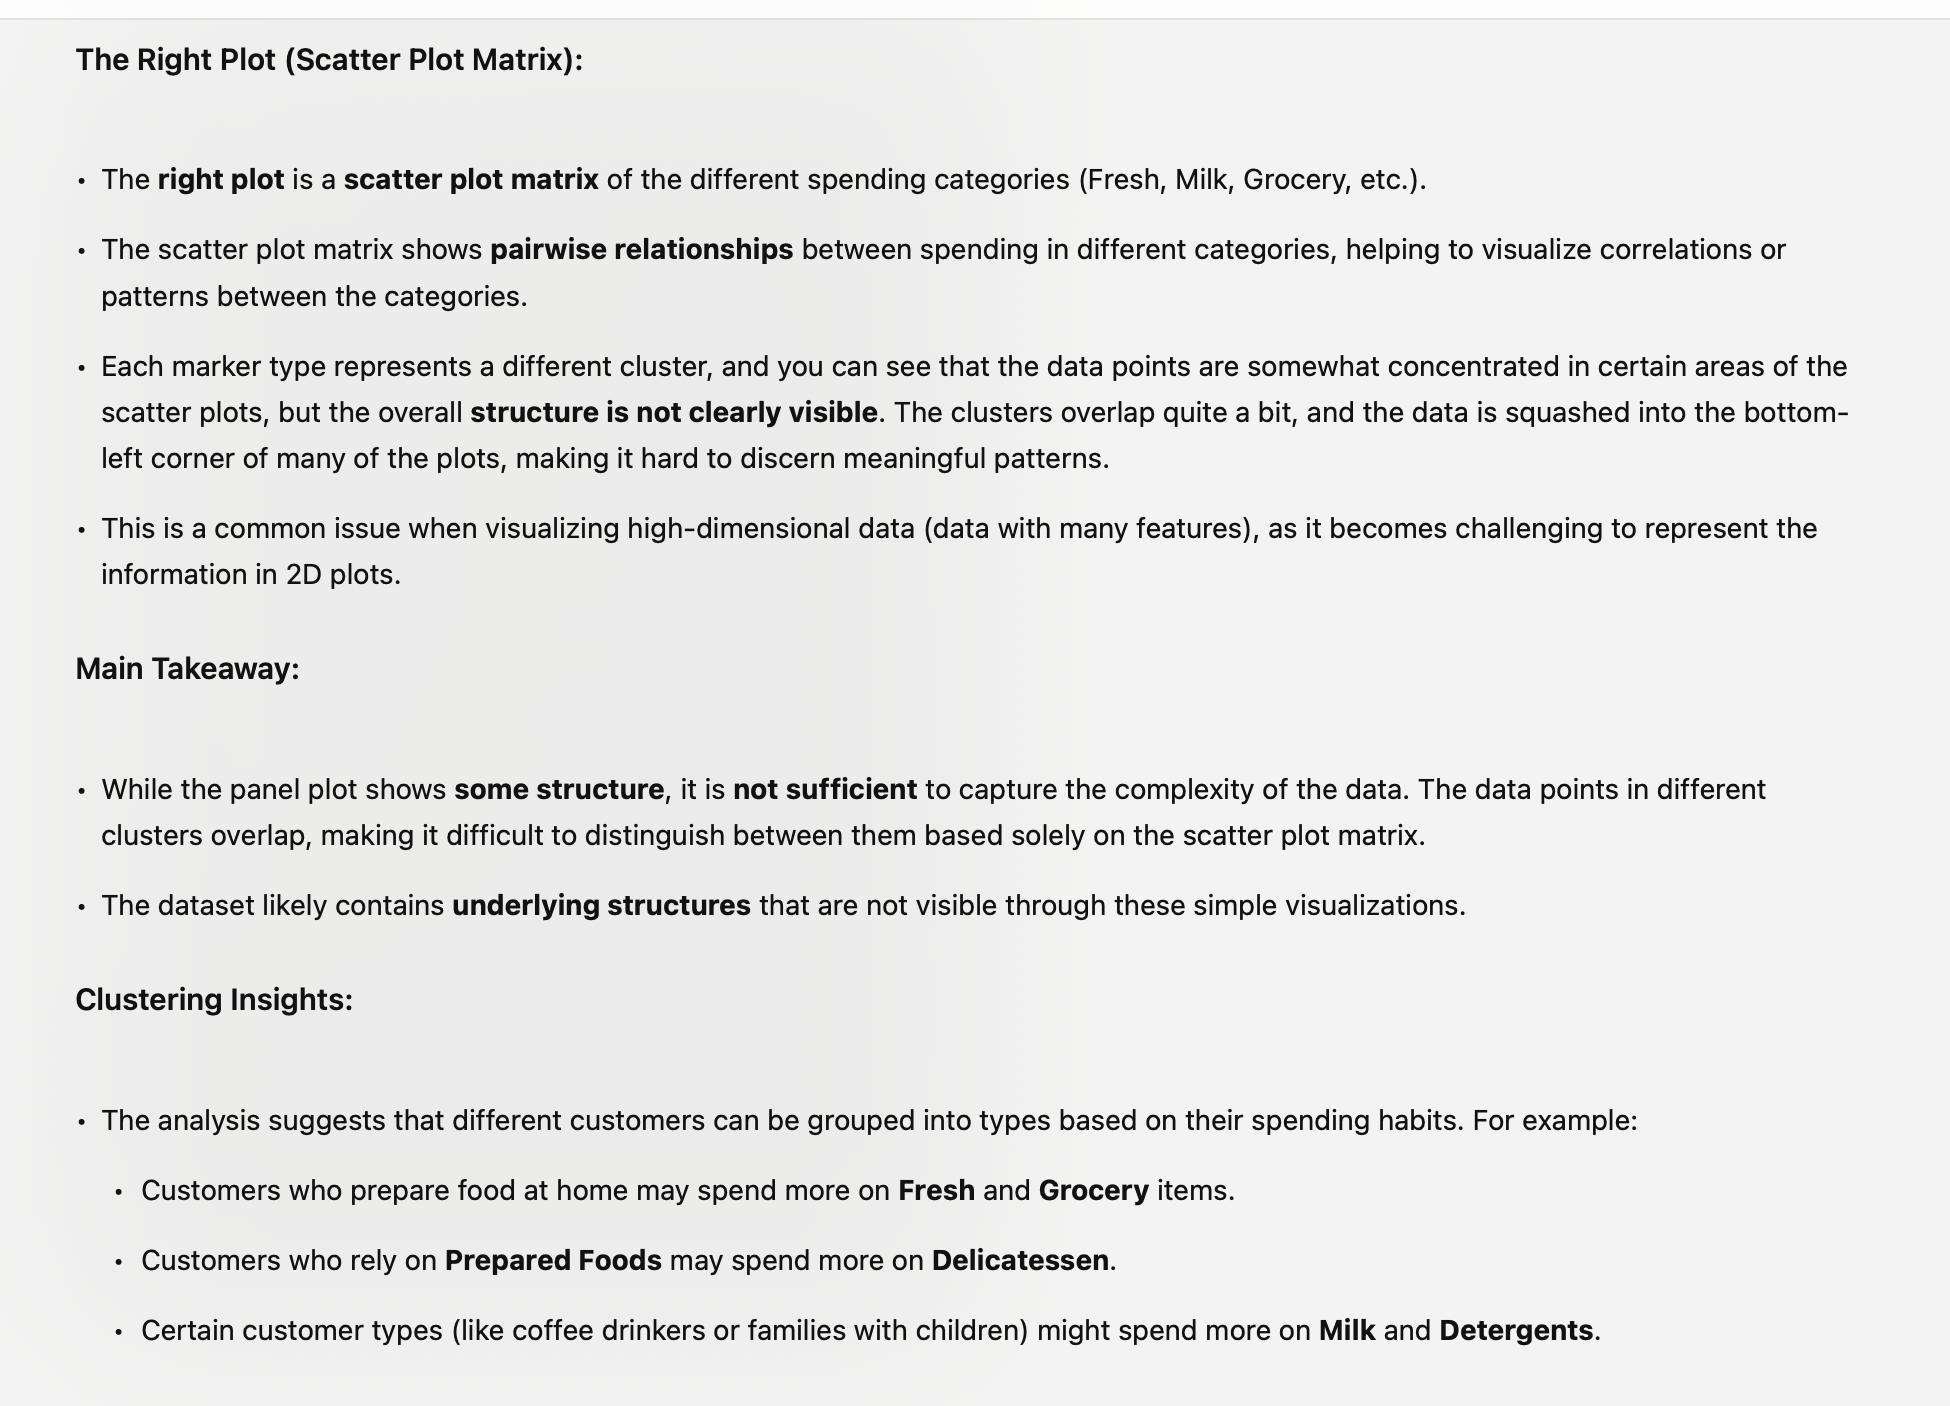 The Right Plot (Scatter Plot Matrix):
• The right plot is a scatter plot matrix of the different spending categories (Fresh, Milk, Grocery, etc.).
• The scatter plot matrix shows pairwise relationships between spending in different categories, helping to visualize correlations or
patterns between the categories.
• Each marker type represents a different cluster, and you can see that the data points are somewhat concentrated in certain areas of the
scatter plots, but the overall structure is not clearly visible. The clusters overlap quite a bit, and the data is squashed into the bottom-
left corner of many of the plots, making it hard to discern meaningful patterns.
• This is a common issue when visualizing high-dimensional data (data with many features), as it becomes challenging to represent the
information in 2D plots.
Main Takeaway:
• While the panel plot shows some structure, it is not sufficient to capture the complexity of the data. The data points in different
clusters overlap, making it difficult to distinguish between them based solely on the scatter plot matrix.
• The dataset likely contains underlying structures that are not visible through these simple visualizations.
Clustering Insights:
• The analysis suggests that different customers can be grouped into types based on their spending habits. For example:
• Customers who prepare food at home may spend more on Fresh and Grocery items.
• Customers who rely on Prepared Foods may spend more on Delicatessen.
• Certain customer types (like coffee drinkers or families with children) might spend more on Milk and Detergents.